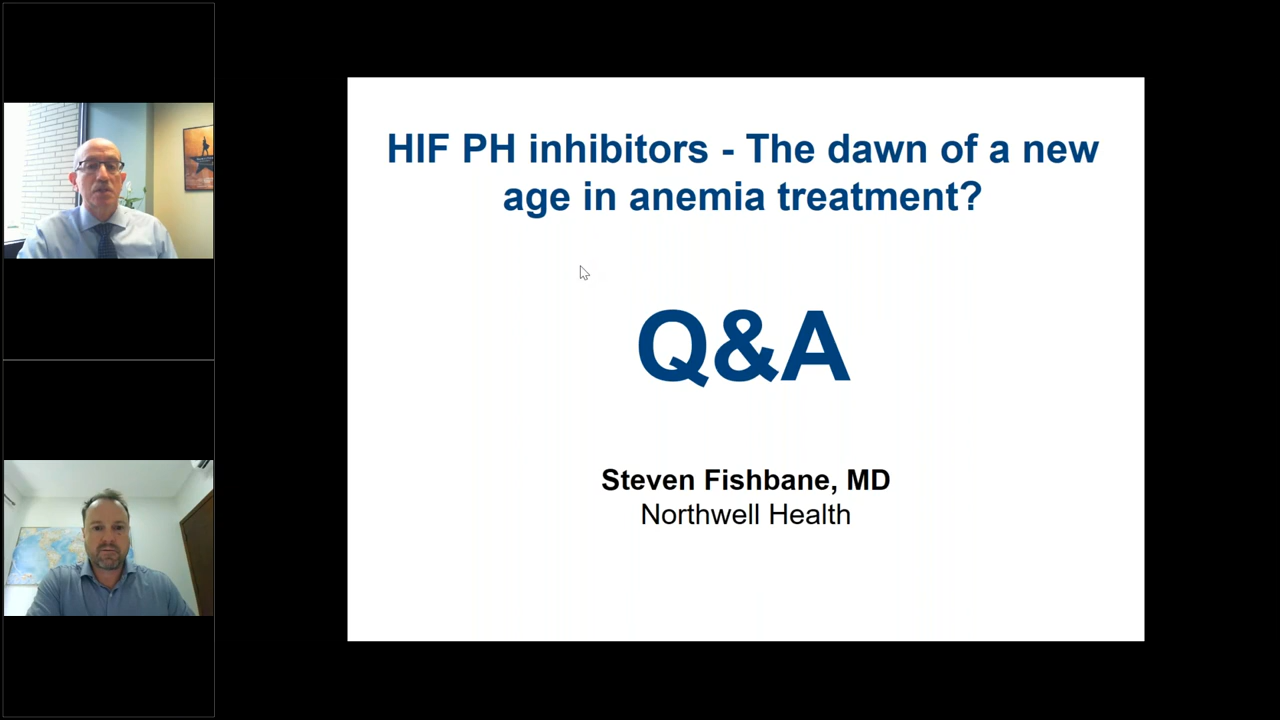 HIF PH inhibitors - The dawn of a new
age in anemia treatment?
Q&A
Steven Fishbane, MD
Northwell Health